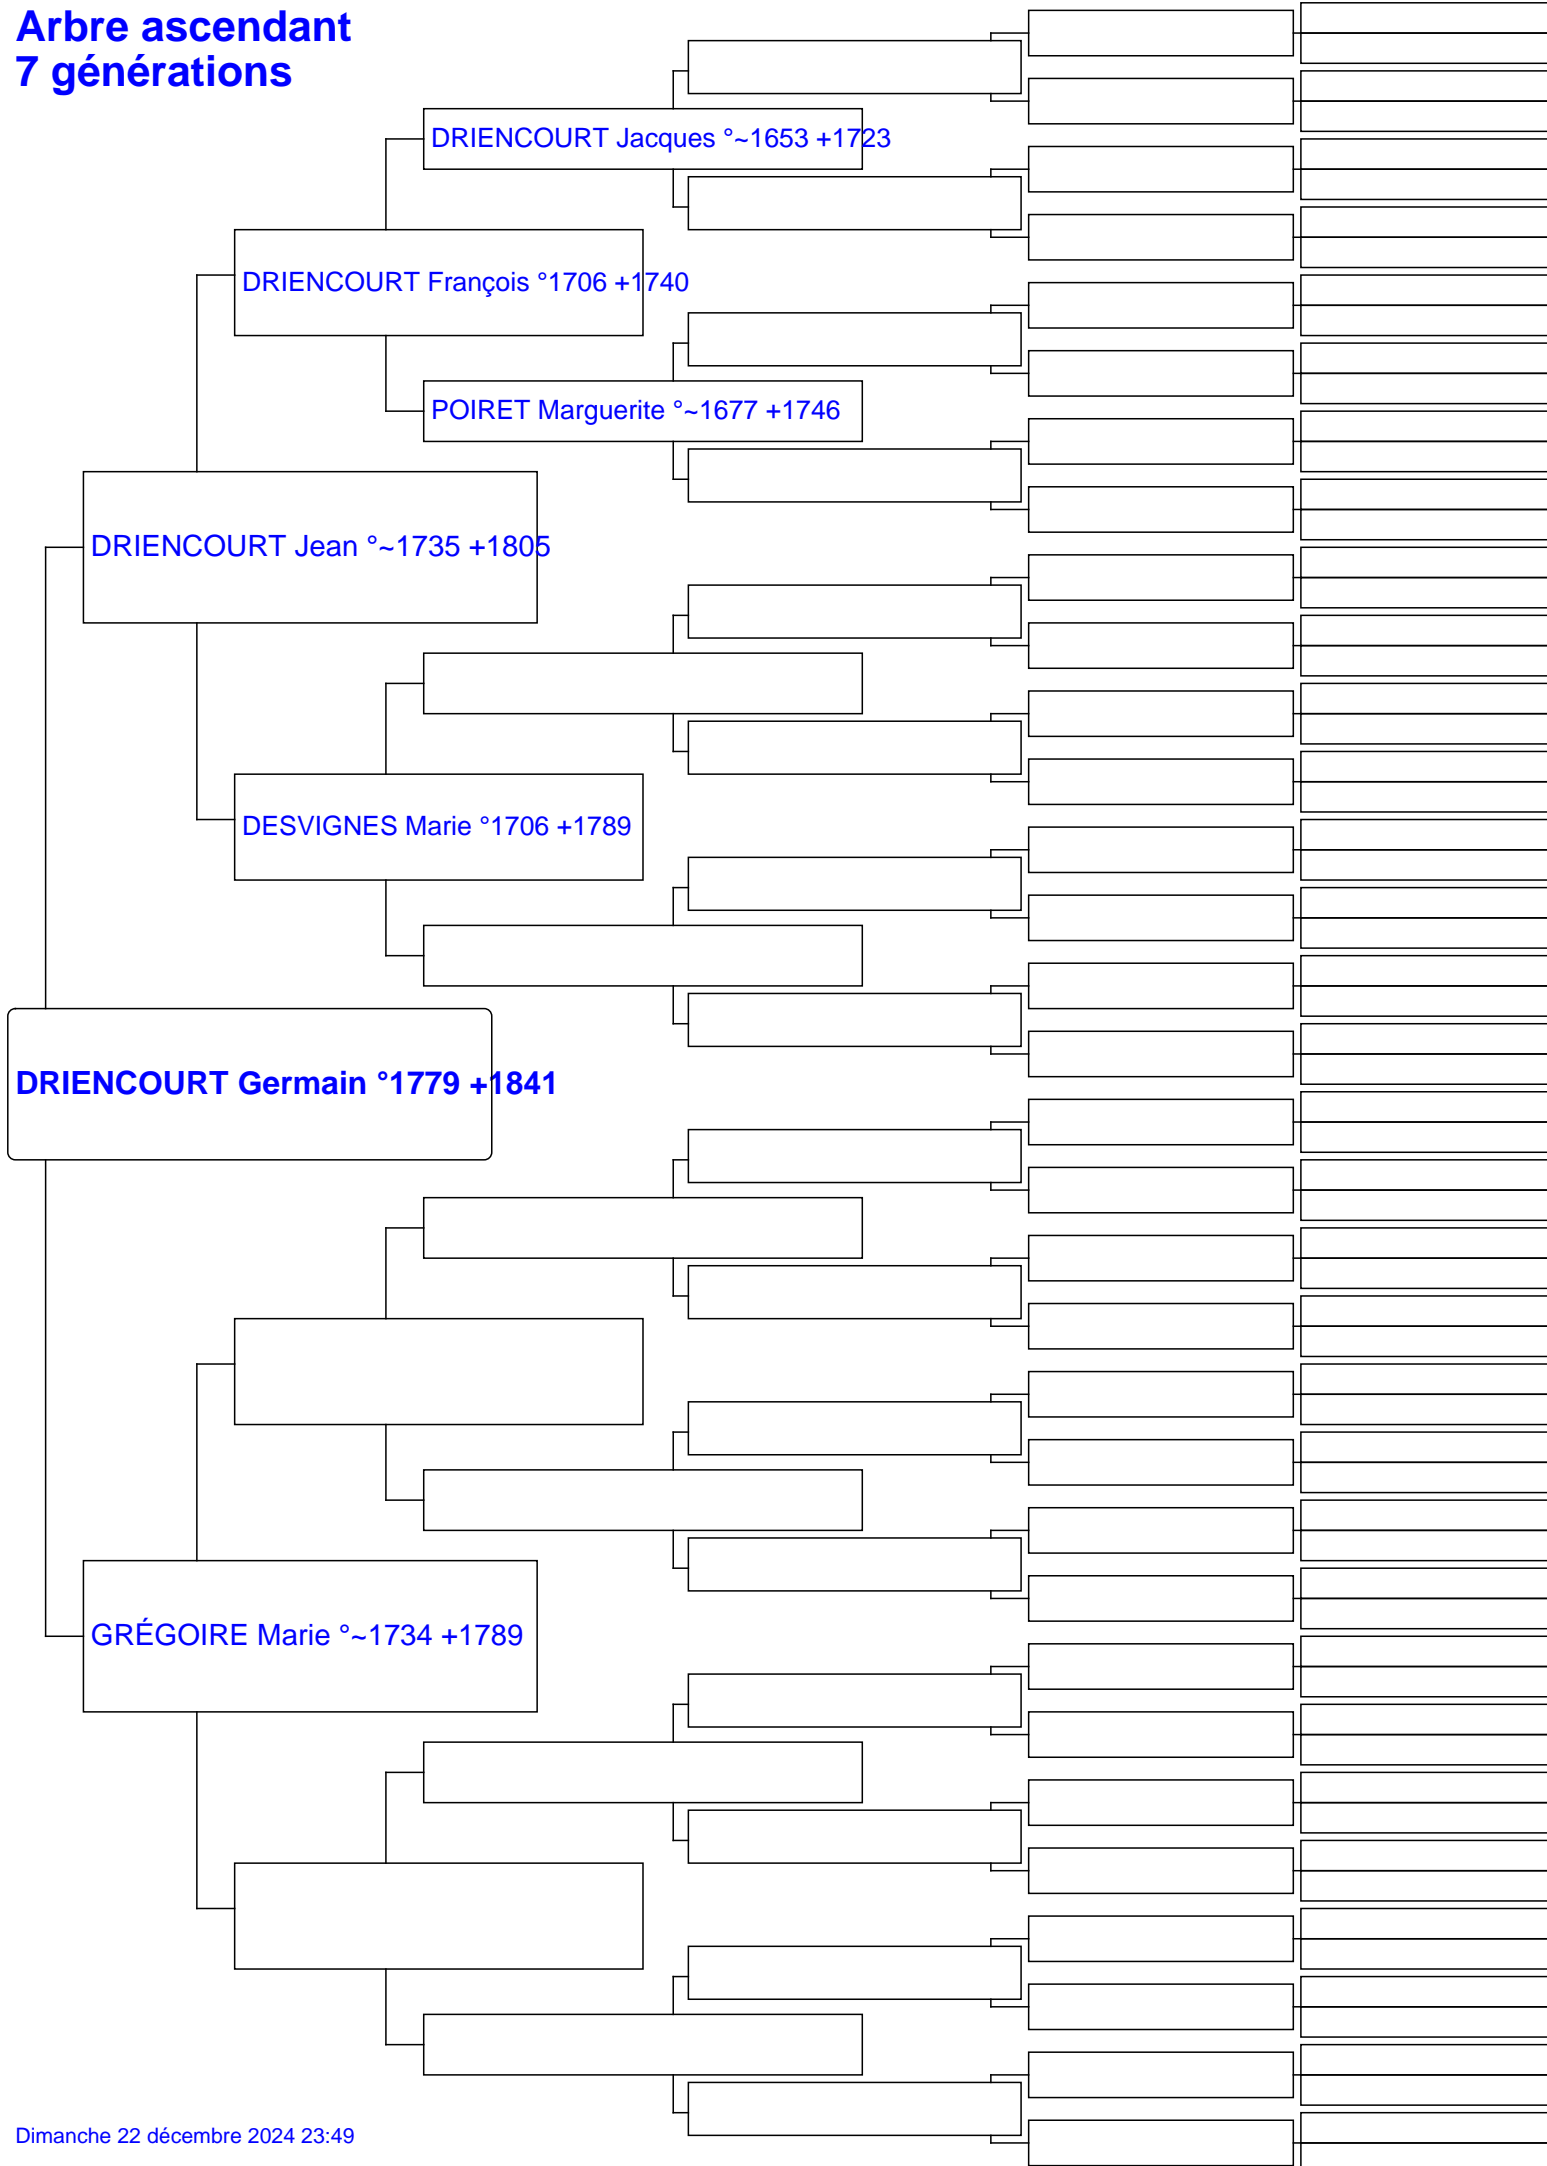 Arbre ascendant
7 générations
DRIENCOURT Jacques °~1653 +1723
DRIENCOURT François °1706 +1740
POIRET Marguerite °~1677 +1746
DRIENCOURT Jean °~1735 +1805
DESVIGNES Marie °1706 +1789
DRIENCOURT Germain °1779 +1841
GRÉGOIRE Marie °~1734 +1789
Dimanche 22 décembre 2024 23:49